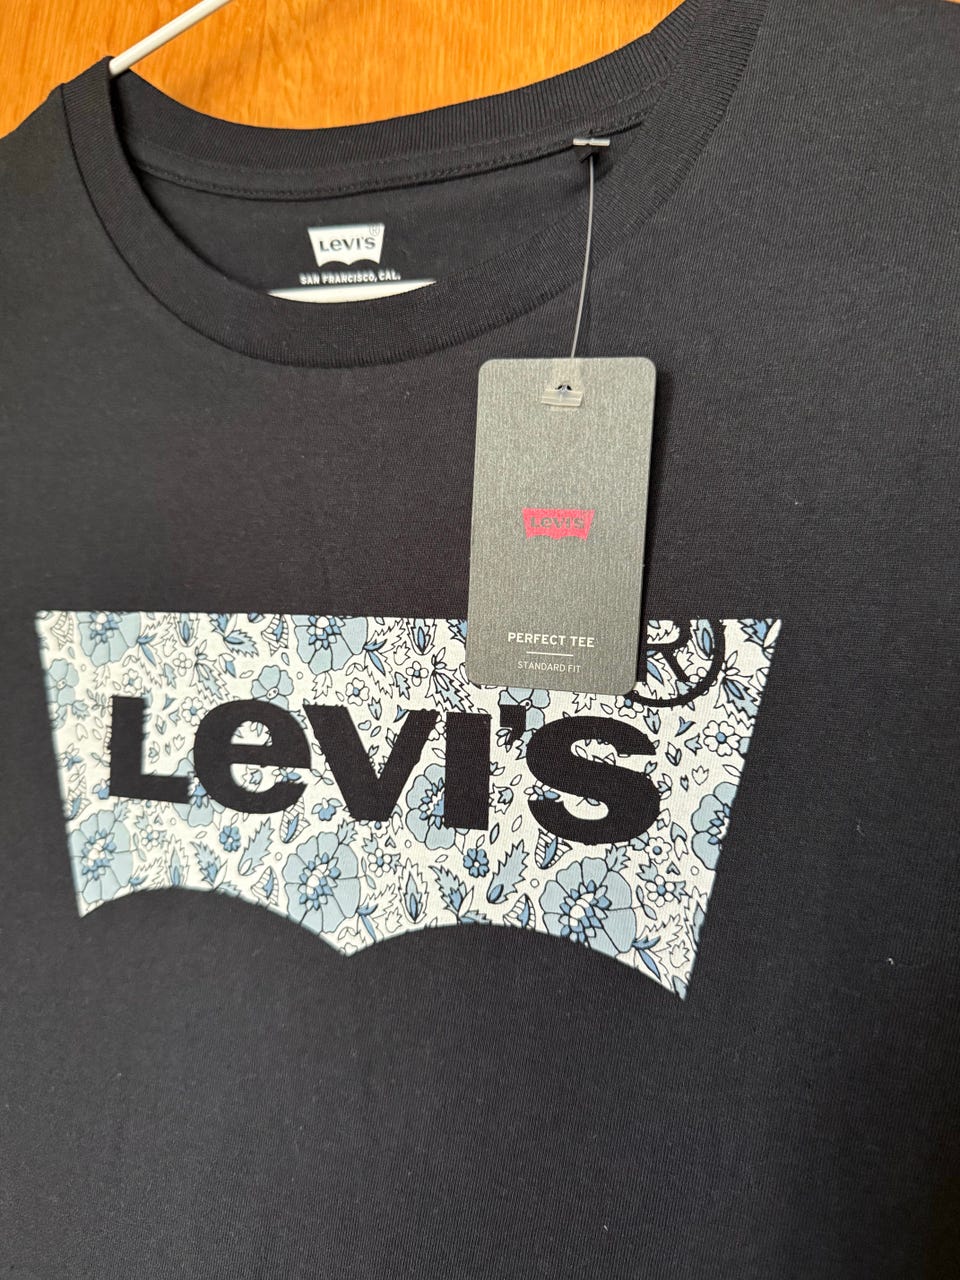 Levi's®
SAN FRANCISCO, CAL.
Levi's
PERFECT TEE
STANDARD FIT
Levi's®